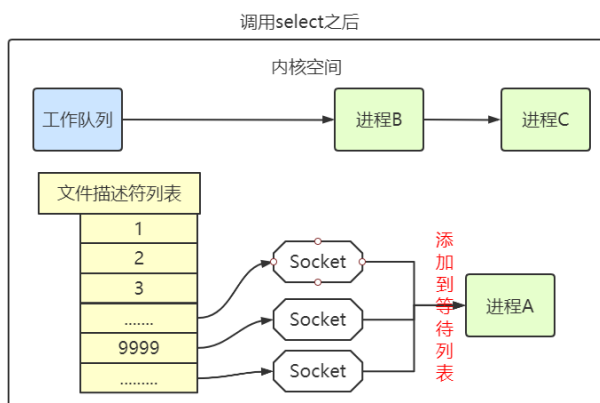 调用select之后
内核空间
工作队列
进程B
进程C
文件描述符列表
1
2
3
.......
9999
.........
Socket
Socket
Socket
添加到等待列表
进程A